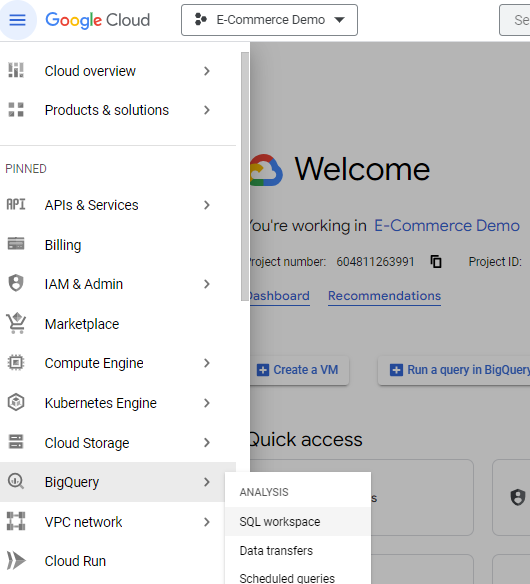 Google Cloud
E-Commerce Demo
Se
Cloud overview
Products & solutions
PINNED
API APIs & Services
Billing
IAM & Admin
Marketplace
Compute Engine
Kubernetes Engine
Cloud Storage
BigQuery
VPC network
Cloud Run
ANALYSIS
SQL workspace
Data transfers
Scheduled queries
Welcome
You're working in E-Commerce Demo
Project number: 604811263991 Project ID:
Dashboard Recommendations
Create a VM Run a query in BigQuery
Quick access
s